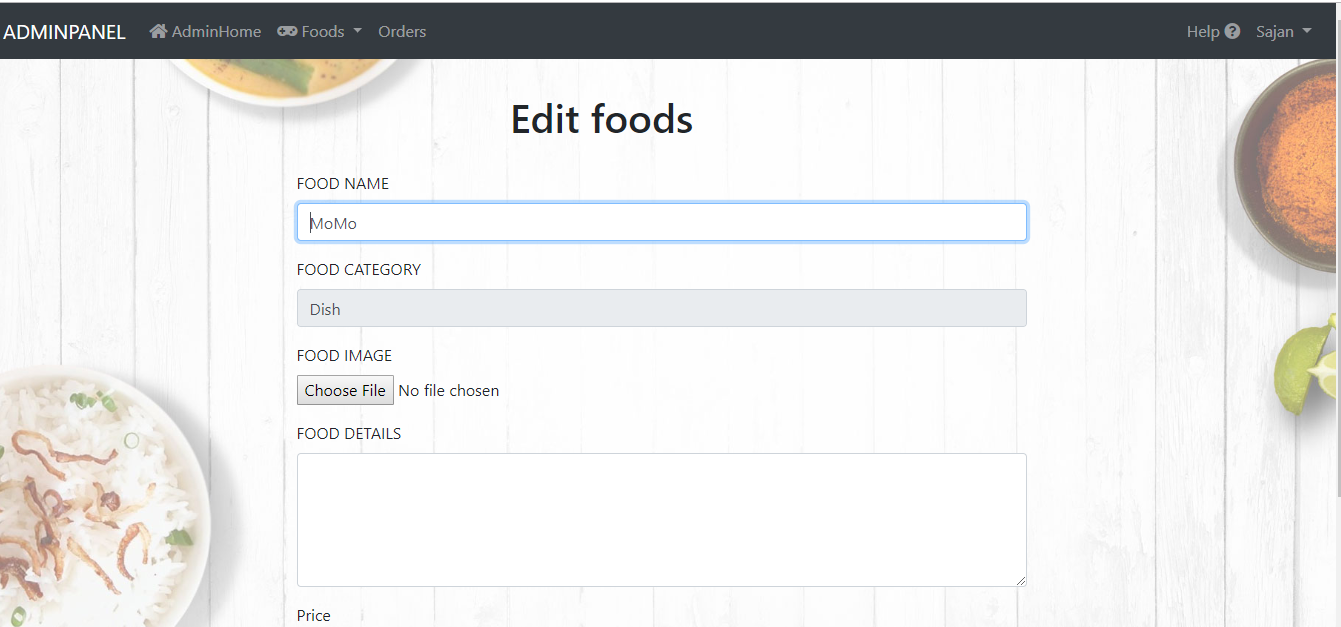 ADMINPANEL AdminHome Foods Orders Help Sajan
Edit foods
FOOD NAME
MoMo
FOOD CATEGORY
Dish
FOOD IMAGE
Choose File No file chosen
FOOD DETAILS
Price